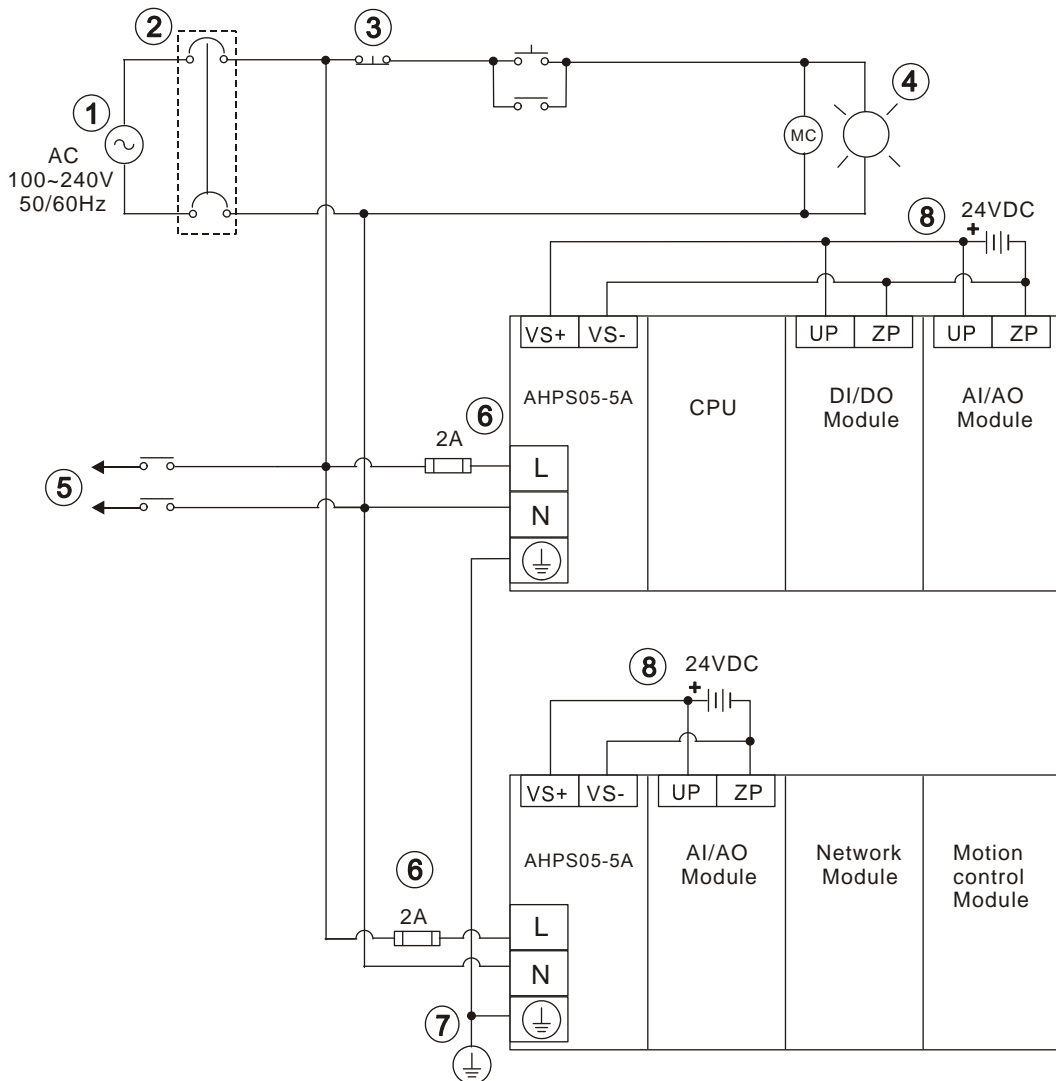 2
3
1
4
AC
100~240V
50/60Hz
MC
8
24VDC
+
VS+ VS- UP ZP UP ZP
AHPS05-5A
CPU
DI/DO
Module
AI/AO
Module
6
2A
L
5
N
8
24VDC
+
VS+ VS- UP ZP
AHPS05-5A
AI/AO
Module
Network
Module
Motion
control
Module
6
2A
L
N
7